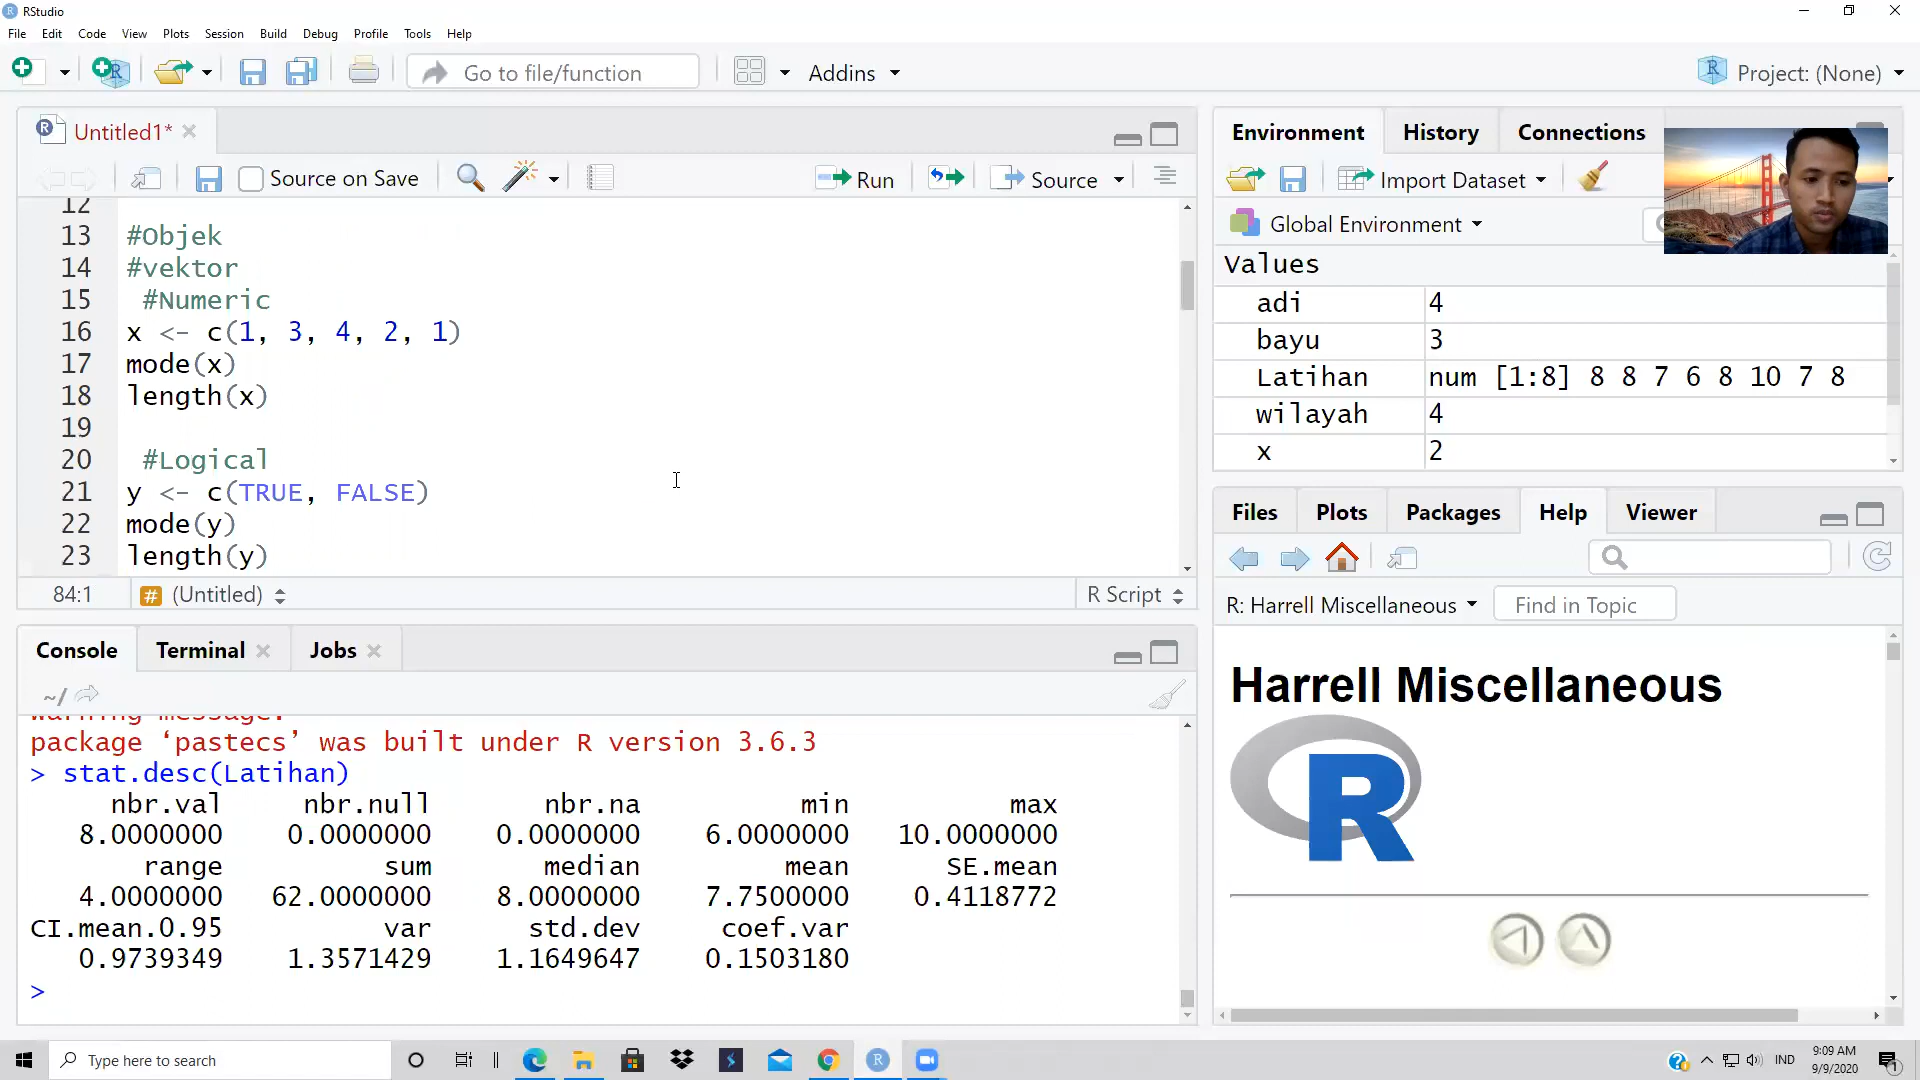 RStudio
File Edit Code View Plots Session Build Debug Profile Tools Help
Go to file/function Addins Project: (None)
Untitled1*
Source on Save Run Source
12
13 #Objek
14 #vektor
15 #Numeric
16 x <- c(1, 3, 4, 2, 1)
17 mode(x)
18 length(x)
19
20 #Logical
21 y <- c(TRUE, FALSE)
22 mode(y)
23 length(y)
84:1 # (Untitled) R Script
Console Terminal Jobs
~/
Warning message:
package ‘pastecs’ was built under R version 3.6.3
> stat.desc(Latihan)
nbr.val nbr.null nbr.na min max
8.0000000 0.0000000 0.0000000 6.0000000 10.0000000
range sum median mean SE.mean
4.0000000 62.0000000 8.0000000 7.7500000 0.4118772
CI.mean.0.95 var std.dev coef.var
0.9739349 1.3571429 1.1649647 0.1503180
>
Environment History Connections
Import Dataset
Global Environment
Values
adi 4
bayu 3
Latihan num [1:8] 8 8 7 6 8 10 7 8
wilayah 4
x 2
Files Plots Packages Help Viewer
R: Harrell Miscellaneous Find in Topic
Harrell Miscellaneous
R
Type here to search
IND
9:09 AM
9/9/2020
1